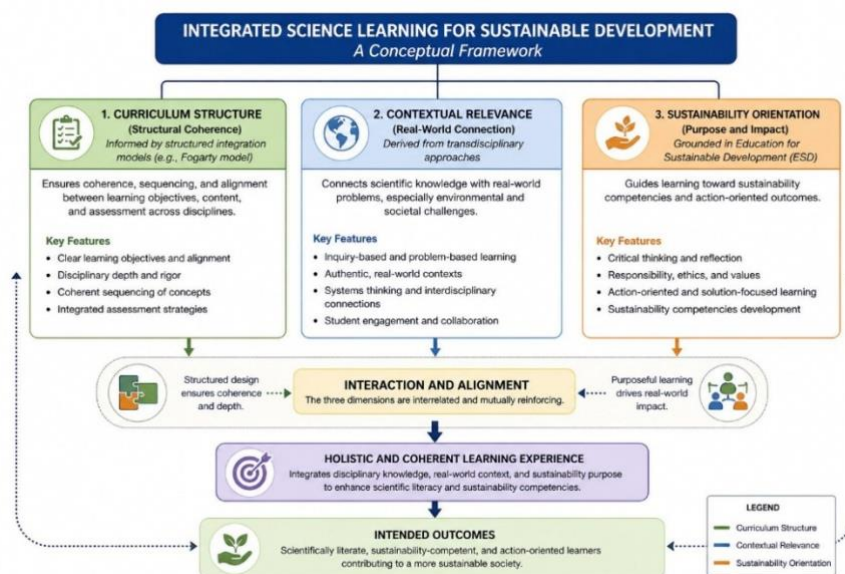 INTEGRATED SCIENCE LEARNING FOR SUSTAINABLE DEVELOPMENT
A Conceptual Framework
1. CURRICULUM STRUCTURE
(Structural Coherence)
Informed by structured integration
models (e.g., Fogarty model)
Ensures coherence, sequencing, and alignment
between learning objectives, content,
and assessment across disciplines.
Key Features
• Clear learning objectives and alignment
• Disciplinary depth and rigor
• Coherent sequencing of concepts
• Integrated assessment strategies
2. CONTEXTUAL RELEVANCE
(Real-World Connection)
Derived from transdisciplinary
approaches
Connects scientific knowledge with real-world
problems, especially environmental and
societal challenges.
Key Features
• Inquiry-based and problem-based learning
• Authentic, real-world contexts
• Systems thinking and interdisciplinary
connections
• Student engagement and collaboration
3. SUSTAINABILITY ORIENTATION
(Purpose and Impact)
Grounded in Education for
Sustainable Development (ESD)
Guides learning toward sustainability
competencies and action-oriented outcomes.
Key Features
• Critical thinking and reflection
• Responsibility, ethics, and values
• Action-oriented and solution-focused learning
• Sustainability competencies development
Structured design
ensures coherence
and depth.
INTERACTION AND ALIGNMENT
The three dimensions are interrelated and mutually reinforcing.
Purposeful learning
drives real-world
impact.
HOLISTIC AND COHERENT LEARNING EXPERIENCE
Integrates disciplinary knowledge, real-world context, and sustainability purpose
to enhance scientific literacy and sustainability competencies.
INTENDED OUTCOMES
Scientifically literate, sustainability-competent, and action-oriented learners
contributing to a more sustainable society.
LEGEND
Curriculum Structure
Contextual Relevance
Sustainability Orientation